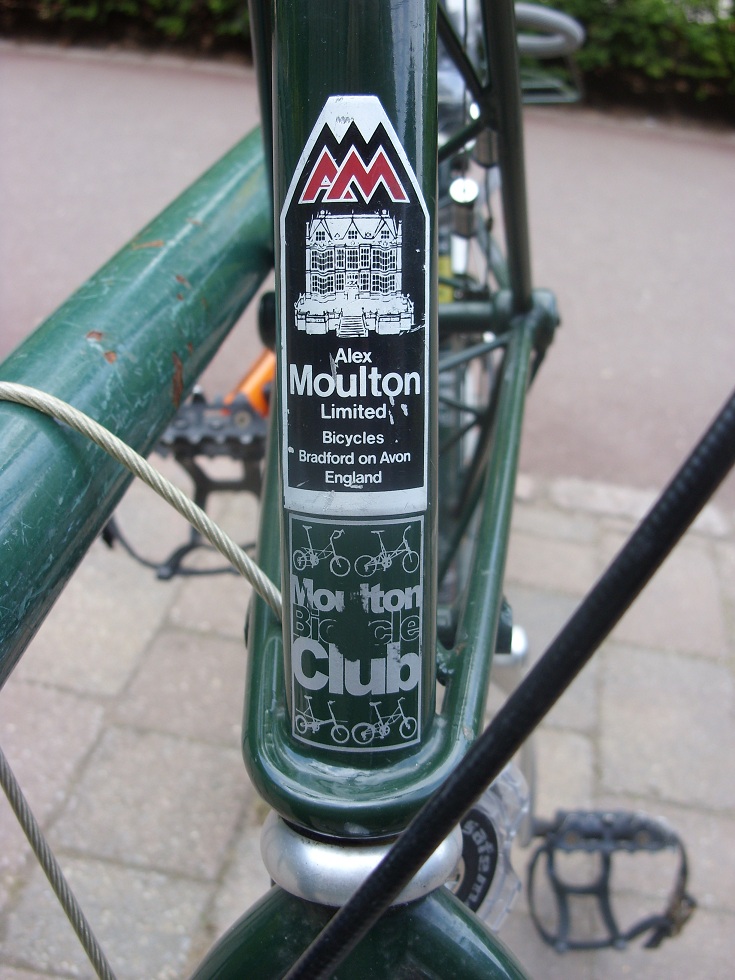 AM
Alex
Moulton
Limited
Bicycles
Bradford on Avon
England
Moulton
Bicycle
Club